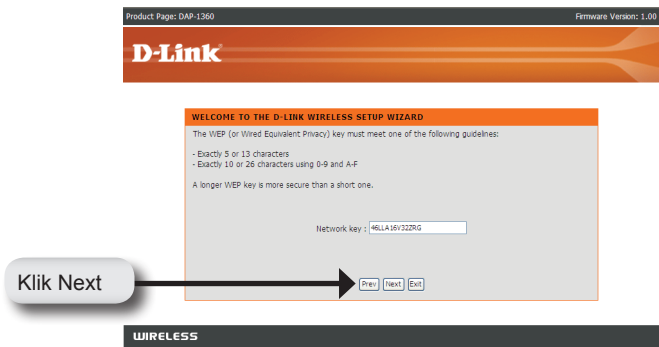 Product Page: DAP-1360 Firmware Version: 1.00
D-Link
WELCOME TO THE D-LINK WIRELESS SETUP WIZARD
The WEP (or Wired Equivalent Privacy) key must meet one of the following guidelines:
- Exactly 5 or 13 characters
- Exactly 10 or 26 characters using 0-9 and A-F
A longer WEP key is more secure than a short one.
Network key : 46LLA16V32ZRG
Klik Next
Prev Next Exit
WIRELESS